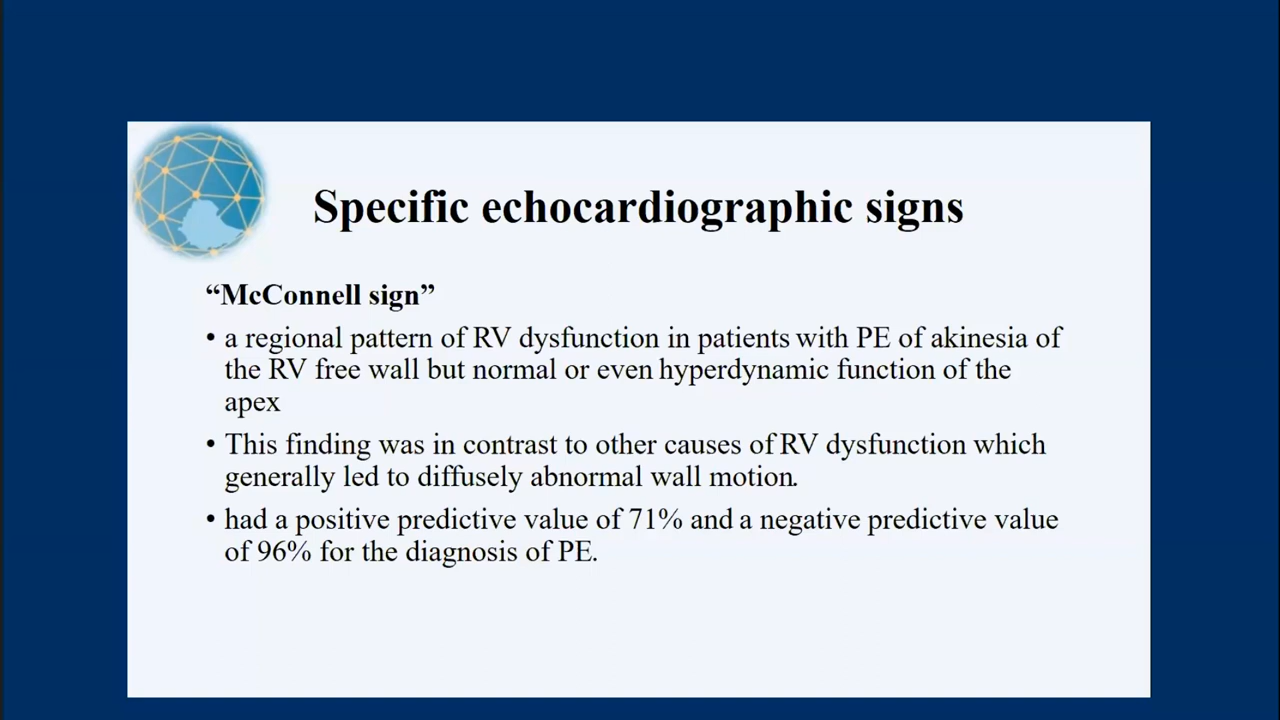 Specific echocardiographic signs
“McConnell sign”
• a regional pattern of RV dysfunction in patients with PE of akinesia of
the RV free wall but normal or even hyperdynamic function of the
apex
• This finding was in contrast to other causes of RV dysfunction which
generally led to diffusely abnormal wall motion.
• had a positive predictive value of 71% and a negative predictive value
of 96% for the diagnosis of PE.